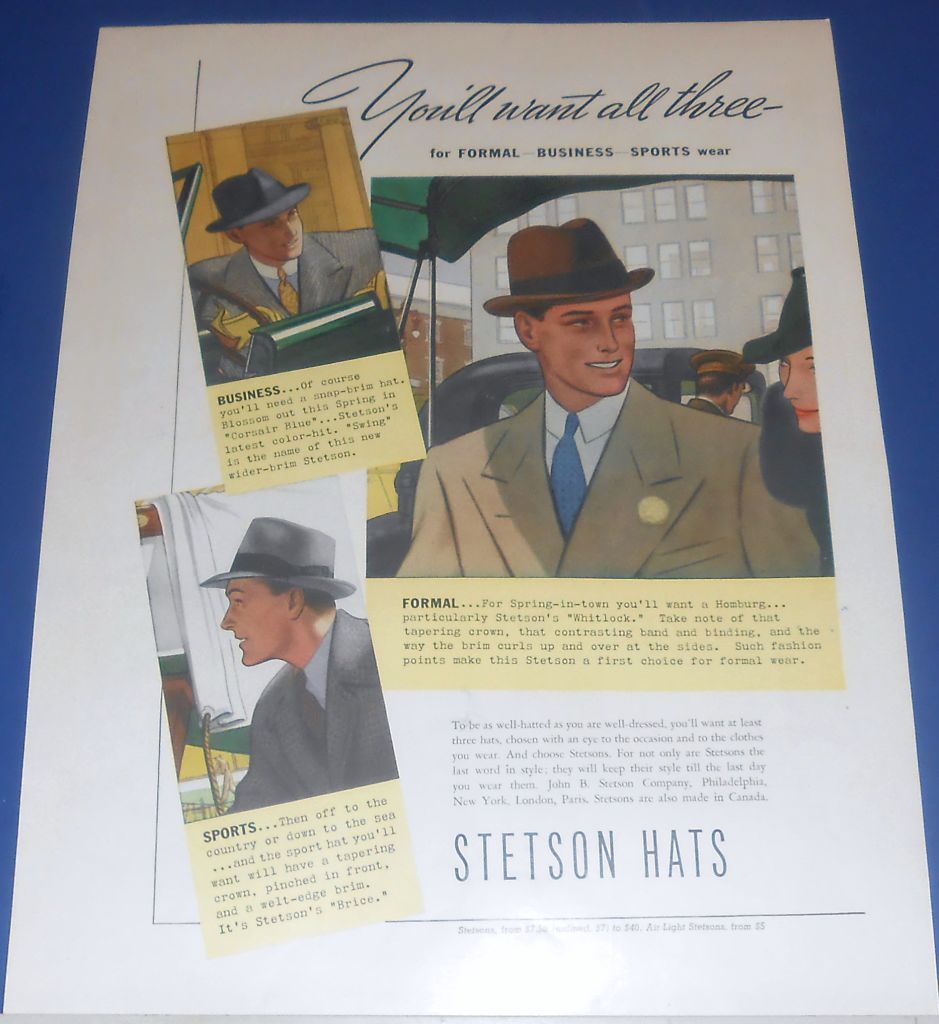 You'll want all three-
for FORMAL—BUSINESS—SPORTS wear
BUSINESS...Of course
you'll need a snap-brim hat.
Blossom out this Spring in
"Corsair Blue"...Stetson's
latest color-hit. "Swing"
is the name of this new
wider-brim Stetson.
FORMAL...For Spring-in-town you'll want a Homburg...
particularly Stetson's "Whitlock." Take note of that
tapering crown, that contrasting band and binding, and the
way the brim curls up and over at the sides. Such fashion
points make this Stetson a first choice for formal wear.
SPORTS...Then off to the
country or down to the sea
...and the sport hat you'll
want will have a tapering
crown, pinched in front,
and a welt-edge brim.
It's Stetson's "Brice."
To be as well-hatted as you are well-dressed, you'll want at least
three hats, chosen with an eye to the occasion and to the clothes
you wear. And choose Stetsons. For not only are Stetsons the
last word in style; they will keep their style till the last day
you wear them. John B. Stetson Company, Philadelphia,
New York, London, Paris. Stetsons are also made in Canada.
STETSON HATS
Stetsons, from (unlined, $7) to $40. Air-Light Stetsons, from $5